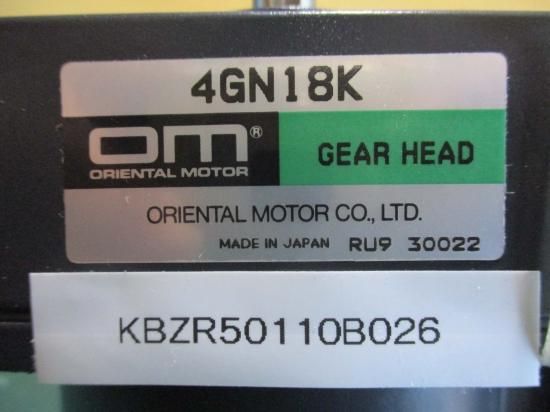 4GN18K
om®
ORIENTAL MOTOR
GEAR HEAD
ORIENTAL MOTOR CO., LTD.
MADE IN JAPAN RU9 30022
KBZR50110B026